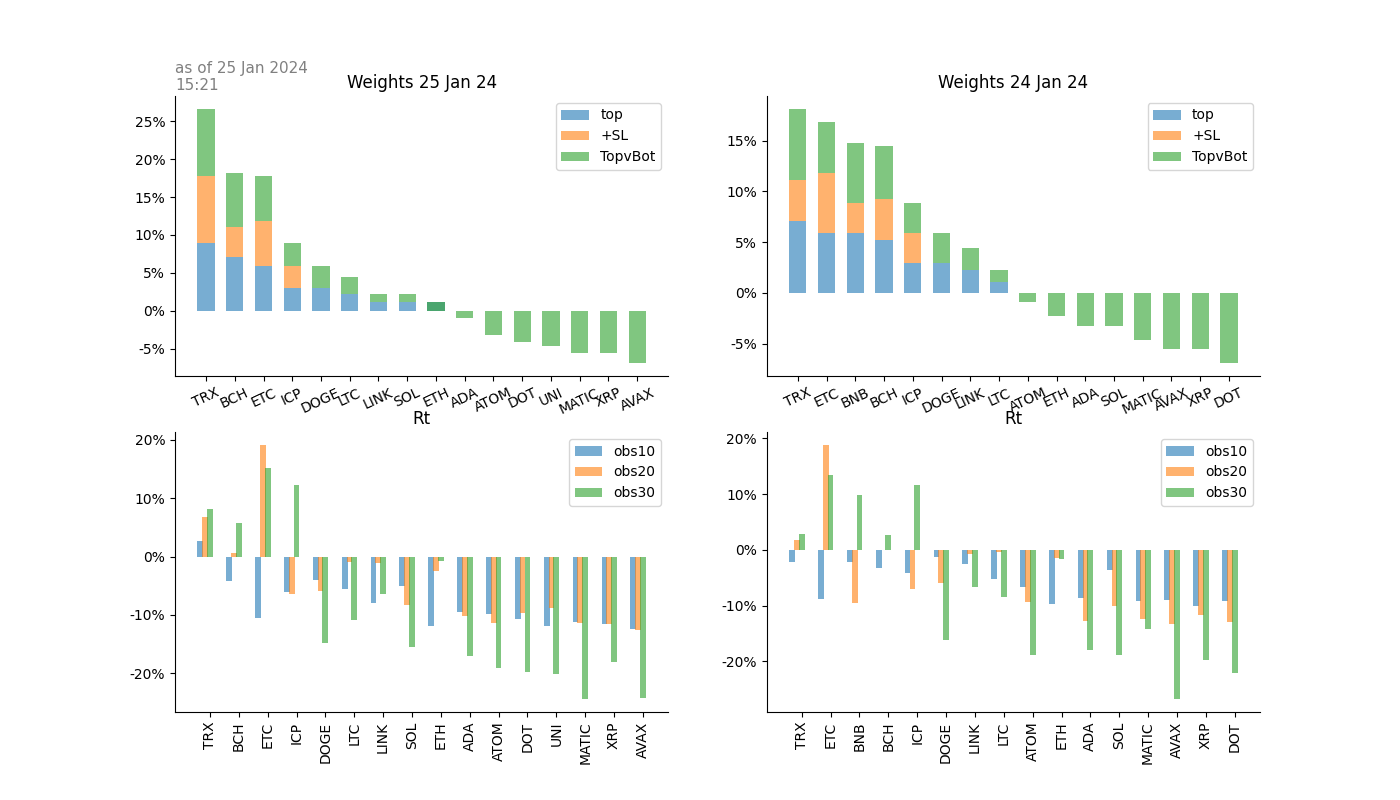 as of 25 Jan 2024
15:21
Weights 25 Jan 24
25%
20%
15%
10%
5%
0%
-5%
top
+SL
TopvBot
TRX BCH ETC ICP DOGE LTC LINK SOL ETH ADA ATOM DOT UNI MATIC XRP AVAX
Weights 24 Jan 24
15%
10%
5%
0%
-5%
top
+SL
TopvBot
TRX ETC BNB BCH ICP DOGE LINK LTC ATOM ETH ADA SOL MATIC AVAX XRP DOT
Rt
20%
10%
0%
-10%
-20%
obs10
obs20
obs30
TRX BCH ETC ICP DOGE LTC LINK SOL ETH ADA ATOM DOT UNI MATIC XRP AVAX
Rt
20%
10%
0%
-10%
-20%
obs10
obs20
obs30
TRX ETC BNB BCH ICP DOGE LINK LTC ATOM ETH ADA SOL MATIC AVAX XRP DOT